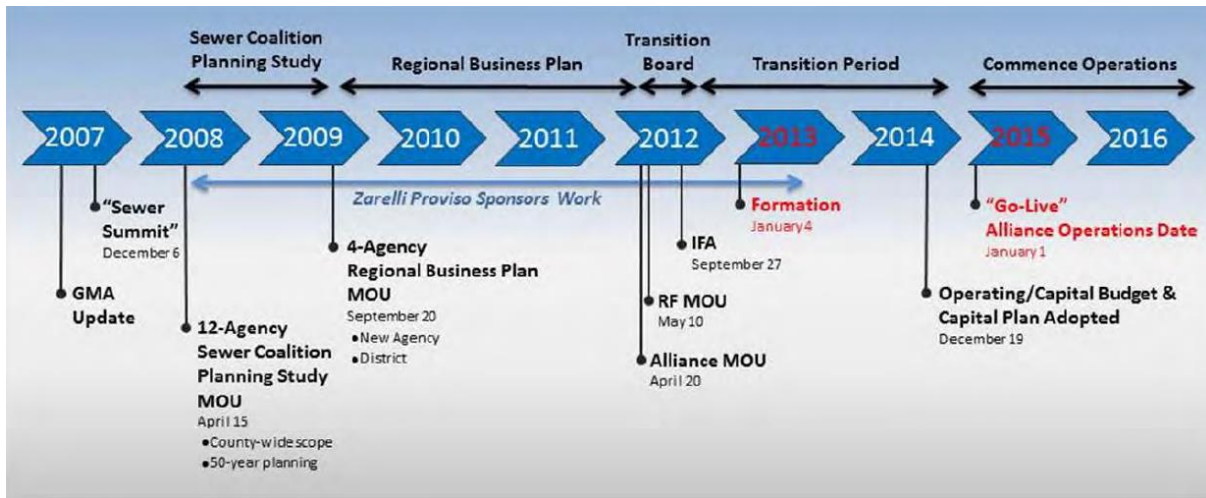 Sewer Coalition
Planning Study
Regional Business Plan
Transition
Board
Transition Period
Commence Operations
2007
2008
2009
2010
2011
2012
2013
2014
2015
2016
Zarelli Proviso Sponsors Work
"Sewer
Summit"
December 6
GMA
Update
12-Agency
Sewer Coalition
Planning Study
MOU
April 15
•County-wide scope
•50-year planning
4-Agency
Regional Business Plan
MOU
September 20
•New Agency
•District
IFA
September 27
RF MOU
May 10
Alliance MOU
April 20
Formation
January 4
"Go-Live"
Alliance Operations Date
January 1
Operating/Capital Budget &
Capital Plan Adopted
December 19